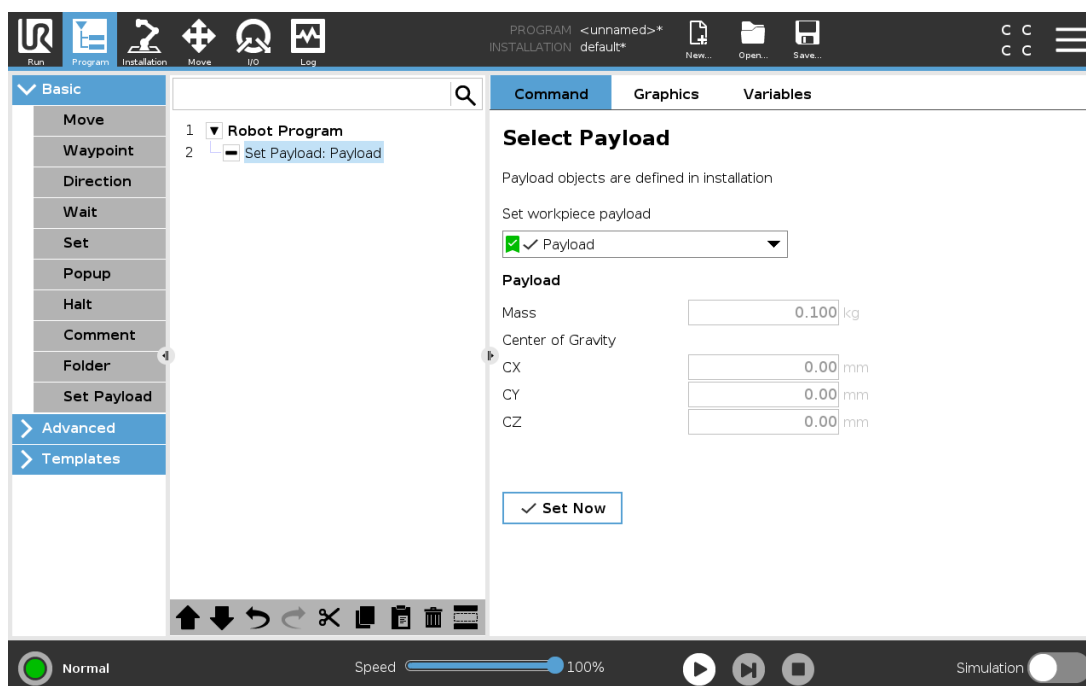 PROGRAM <unnamed>*
INSTALLATION default*
UR
Run
Program
Installation
Move
I/O
Log
New...
Open...
Save...
C C
C C
Basic
Move
Waypoint
Direction
Wait
Set
Popup
Halt
Comment
Folder
Set Payload
Advanced
Templates
1 Robot Program
2 Set Payload: Payload
Command Graphics Variables
Select Payload
Payload objects are defined in installation
Set workpiece payload
Payload
Payload
Mass 0.100 kg
Center of Gravity
CX 0.00 mm
CY 0.00 mm
CZ 0.00 mm
Set Now
Normal
Speed 100%
Simulation